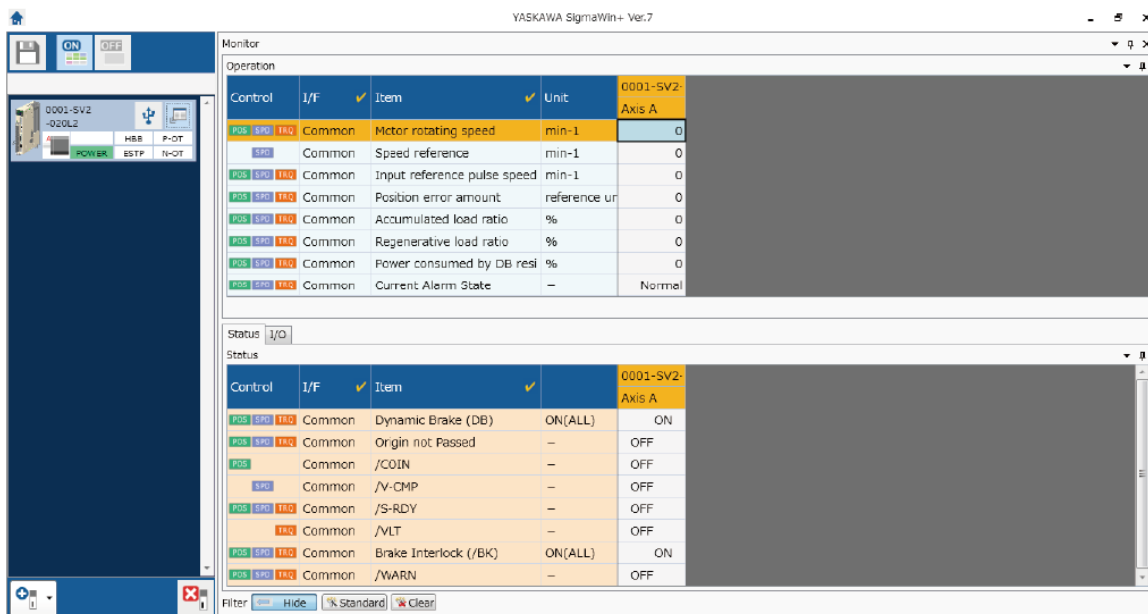 YASKAWA SigmaWin+ Ver.7
ON OFF
0001-SV2
-020L2
HBB P-OT
POWER ESTP N-OT
Monitor
Operation
Control I/F Item Unit 0001-SV2-
Axis A
POS SPD TRQ Common Motor rotating speed min-1 0
SPD Common Speed reference min-1 0
POS SPD TRQ Common Input reference pulse speed min-1 0
POS SPD TRQ Common Position error amount reference ur 0
POS SPD TRQ Common Accumulated load ratio % 0
POS SPD TRQ Common Regenerative load ratio % 0
POS SPD TRQ Common Power consumed by DB resi % 0
POS SPD TRQ Common Current Alarm State – Normal
Status I/O
Status
Control I/F Item 0001-SV2-
Axis A
POS SPD TRQ Common Dynamic Brake (DB) ON(ALL) ON
POS SPD TRQ Common Origin not Passed – OFF
POS Common /COIN – OFF
SPD Common /V-CMP – OFF
POS SPD TRQ Common /S-RDY – OFF
TRQ Common /VLT – OFF
POS SPD TRQ Common Brake Interlock (/BK) ON(ALL) ON
POS SPD TRQ Common /WARN – OFF
Filter Hide Standard Clear